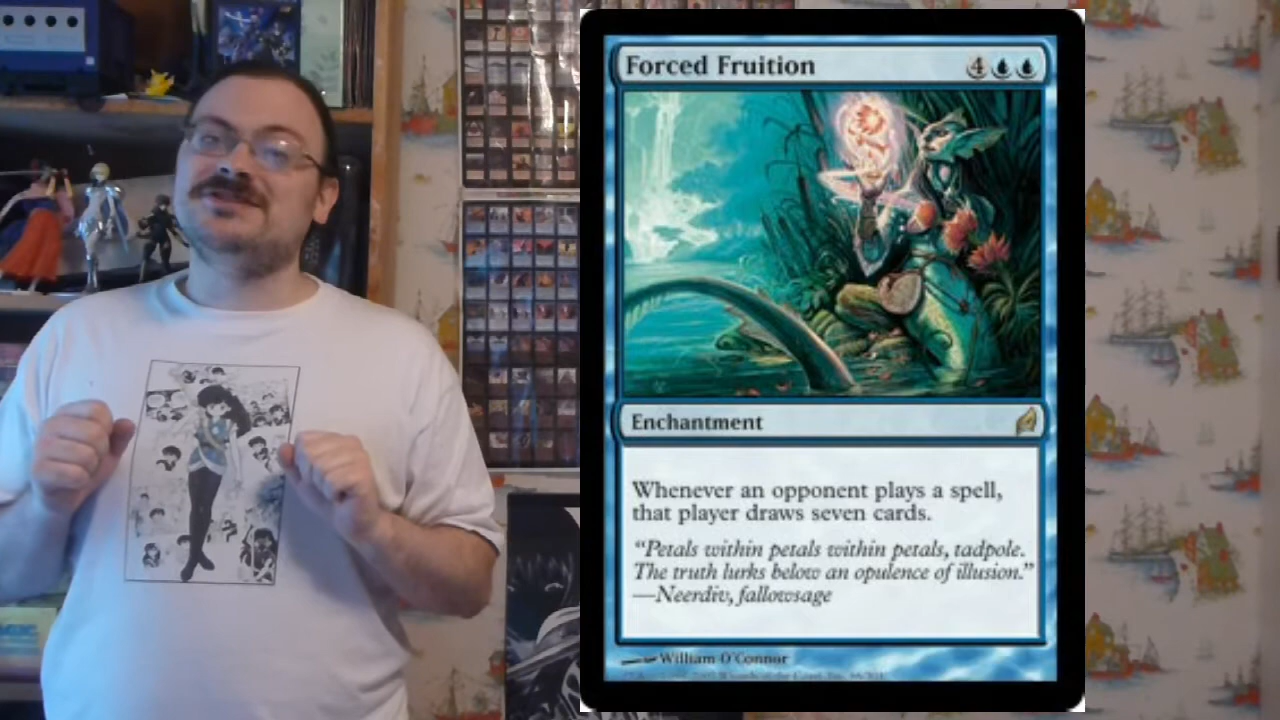 Forced Fruition 4
Enchantment
Whenever an opponent plays a spell,
that player draws seven cards.
“Petals within petals within petals, tadpole.
The truth lurks below an opulence of illusion.”
—Neerdiv, fallowsage
William O'Connor